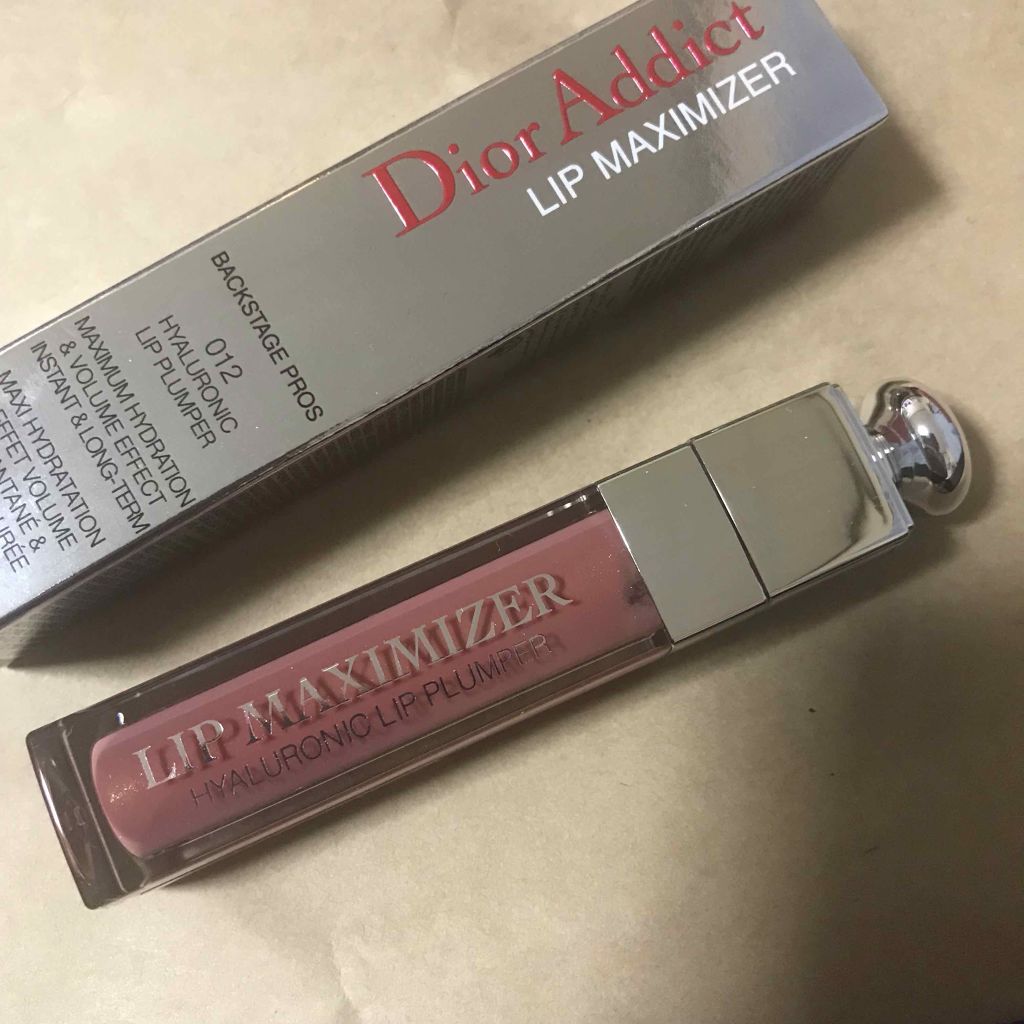 Dior Addict
LIP MAXIMIZER
BACKSTAGE PROS
012
HYALURONIC
LIP PLUMPER
MAXIMUM HYDRATION
& VOLUME EFFECT
INSTANT & LONG-TERM
MAXI HYDRATATION
EFFET VOLUME
&
LIP MAXIMIZER
HYALURONIC LIP PLUMPER